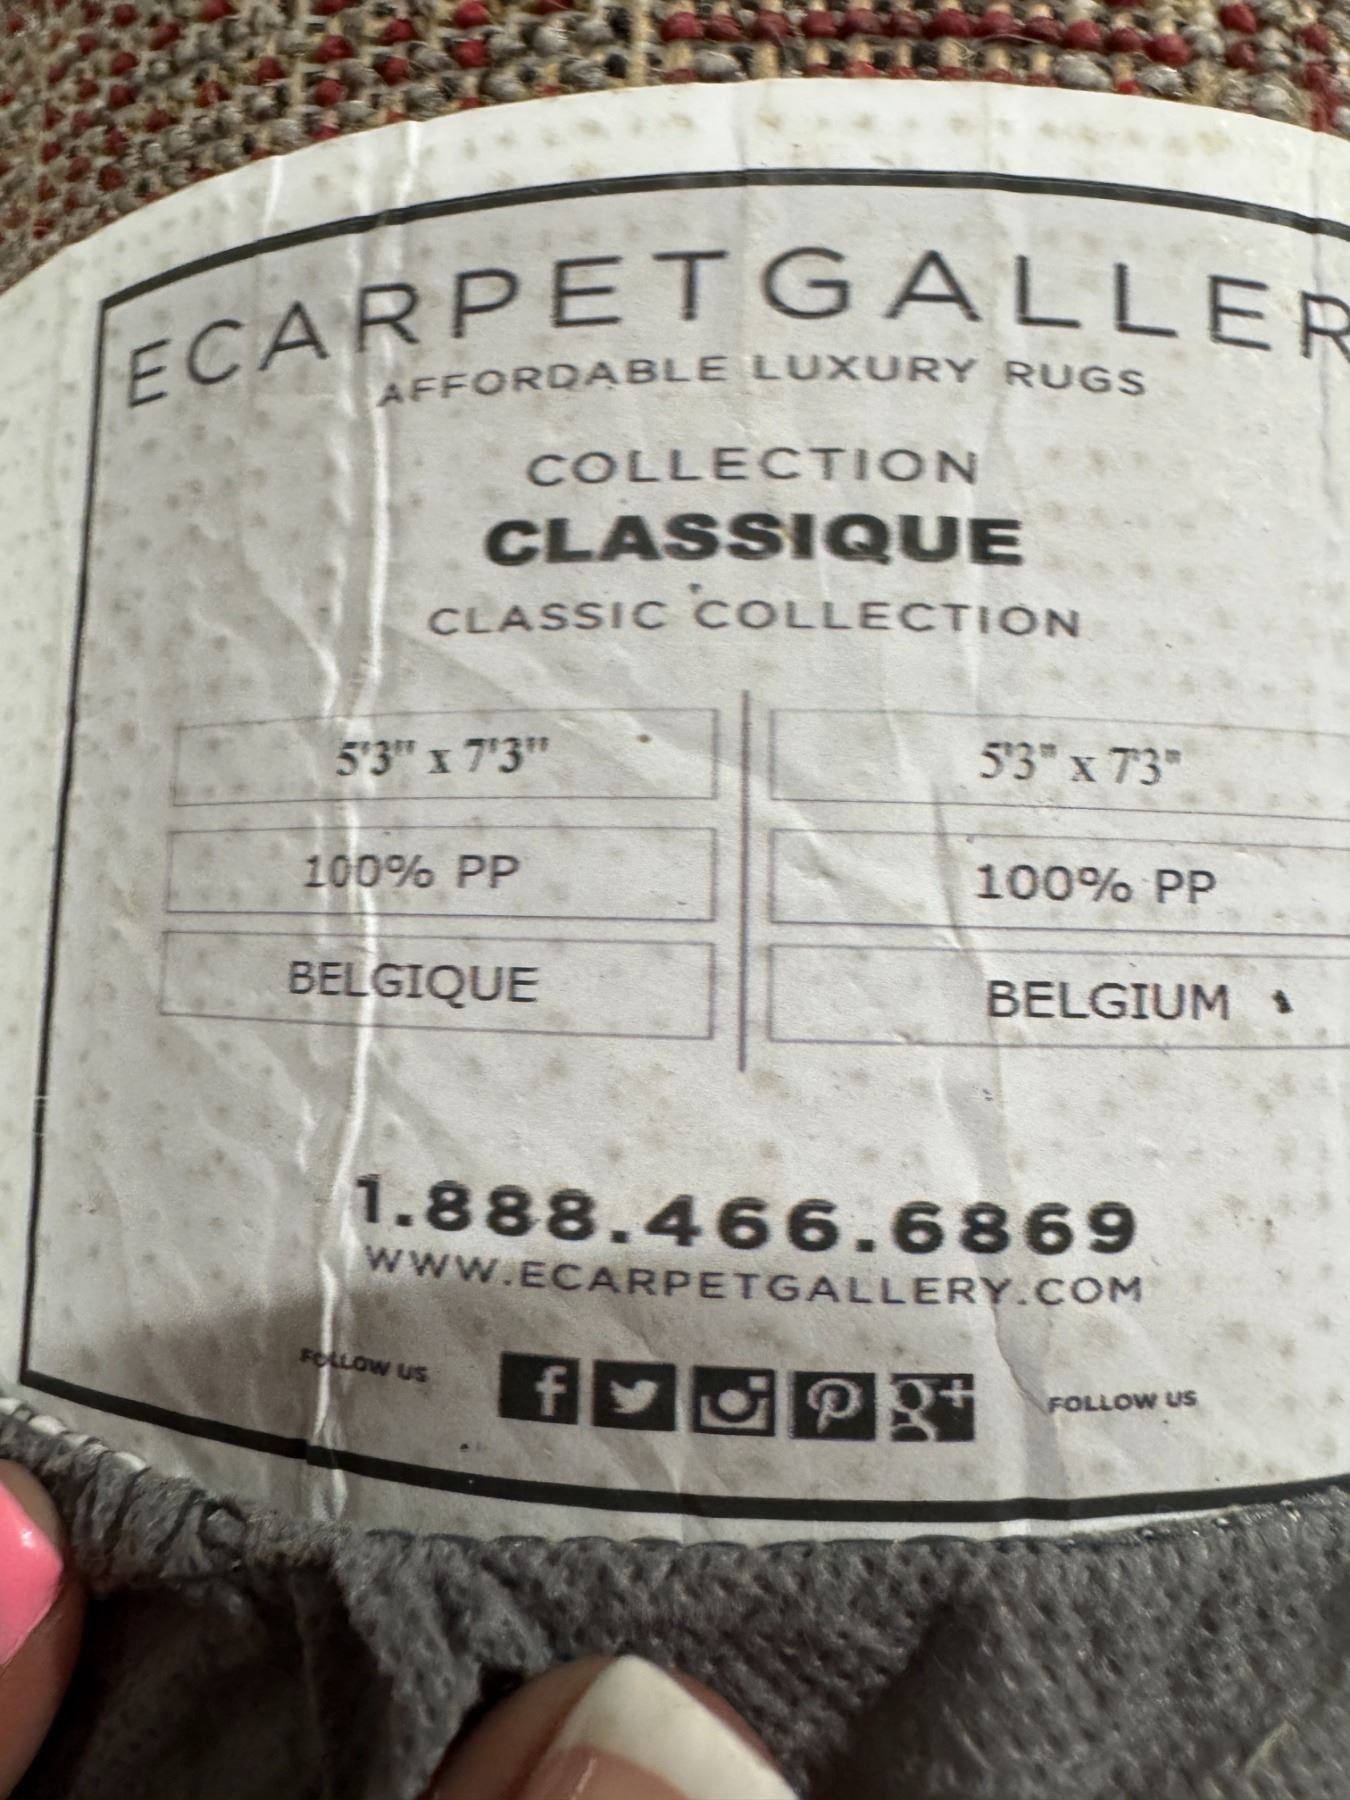 ECARPETGALLER
AFFORDABLE LUXURY RUGS
COLLECTION
CLASSIQUE
CLASSIC COLLECTION
5'3" x 7'3" 5'3" x 7'3"
100% PP 100% PP
BELGIQUE BELGIUM
1.888.466.6869
WWW.ECARPETGALLERY.COM
FOLLOW US f g+ FOLLOW US